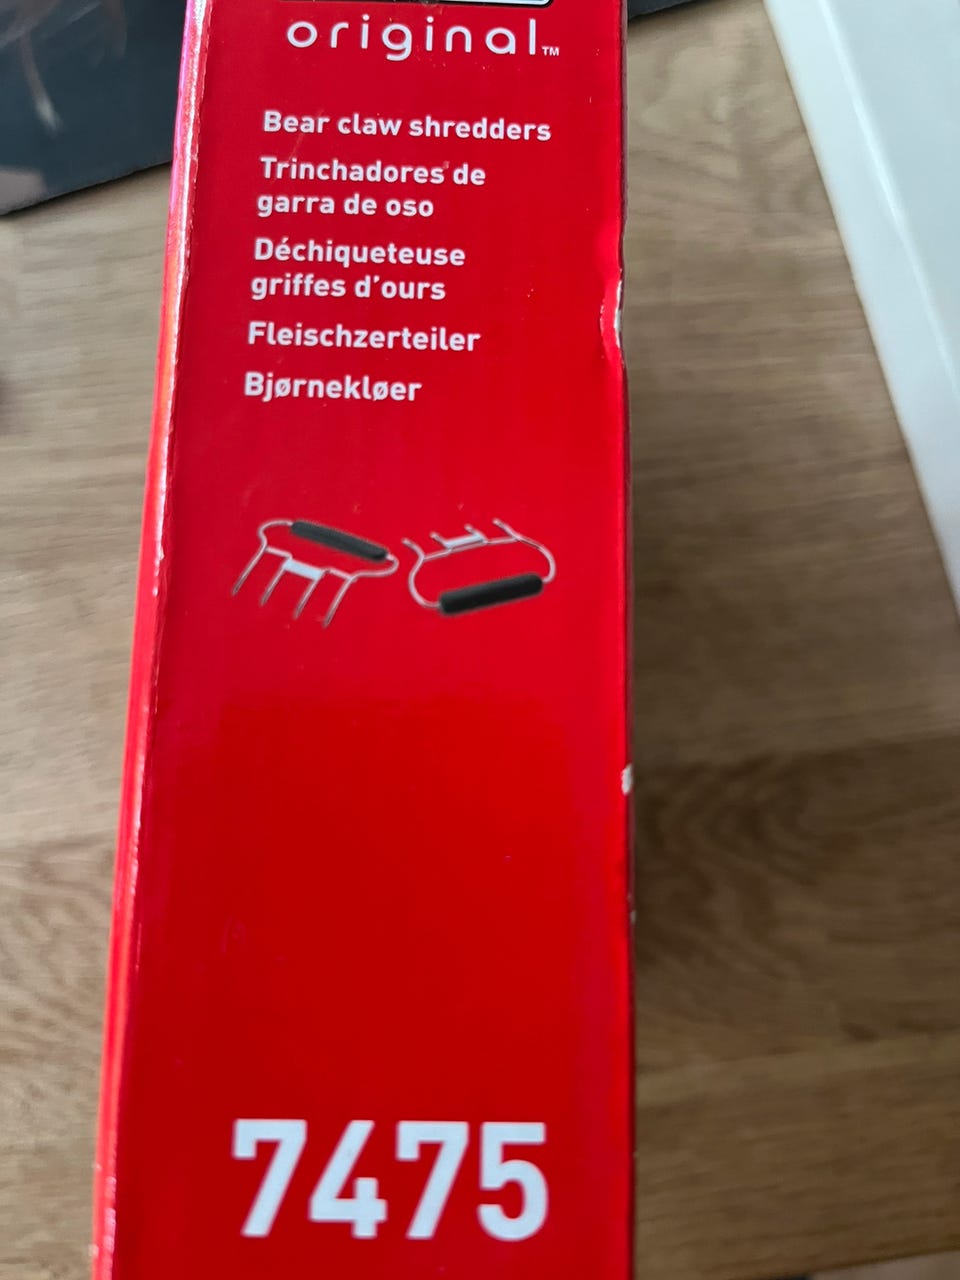 original™
Bear claw shredders
Trinchadores de
garra de oso
Déchiqueteuse
griffes d'ours
Fleischzerteiler
Bjørnekløer
7475